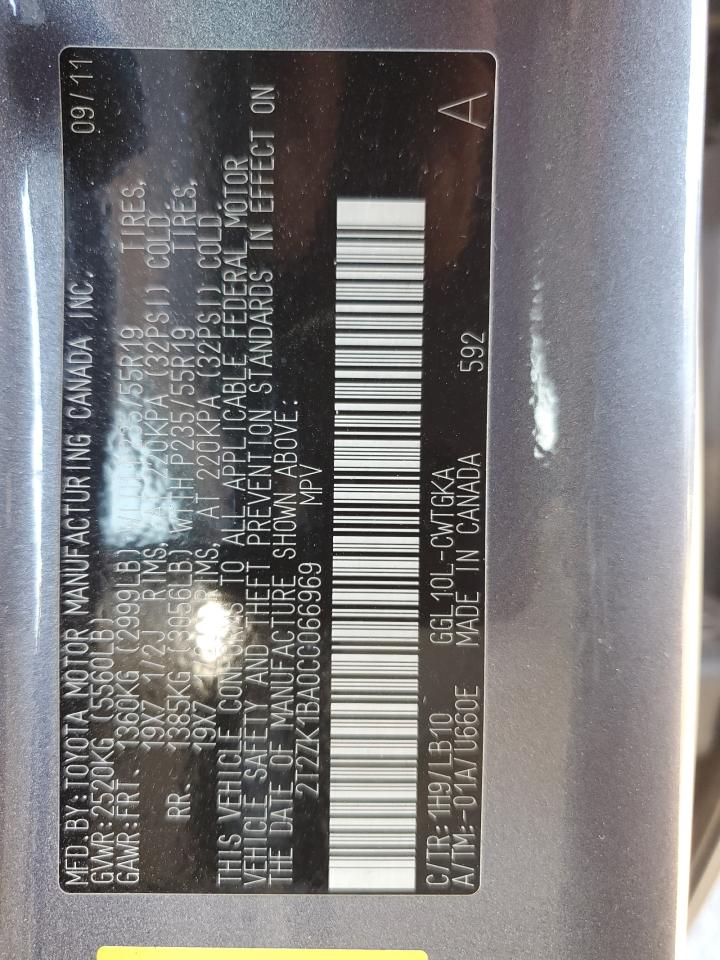 MFD.BY:TOYOTA MOTOR MANUFACTURING CANADA INC. 09/11
GVWR:2520KG (5560LB)
GAWR:FRT. 1360KG (2999LB) WITH P235/55R19 TIRES,
19X7 1/2J RIMS, AT 220KPA (32PSI) COLD
RR. 1385KG (3056LB) WITH P235/55R19 TIRES,
19X7 RIMS, AT 220KPA (32PSI) COLD.
THIS VEHICLE CONFORMS TO ALL APPLICABLE FEDERAL MOTOR
VEHICLE SAFETY AND THEFT PREVENTION STANDARDS IN EFFECT ON
THE DATE OF MANUFACTURE SHOWN ABOVE:
2T2ZK1BA0CC066969 MPV
C/TR:1H9/LB10 GGL10L-CWTGKA
A/TM:-01A/U660E MADE IN CANADA 592 A